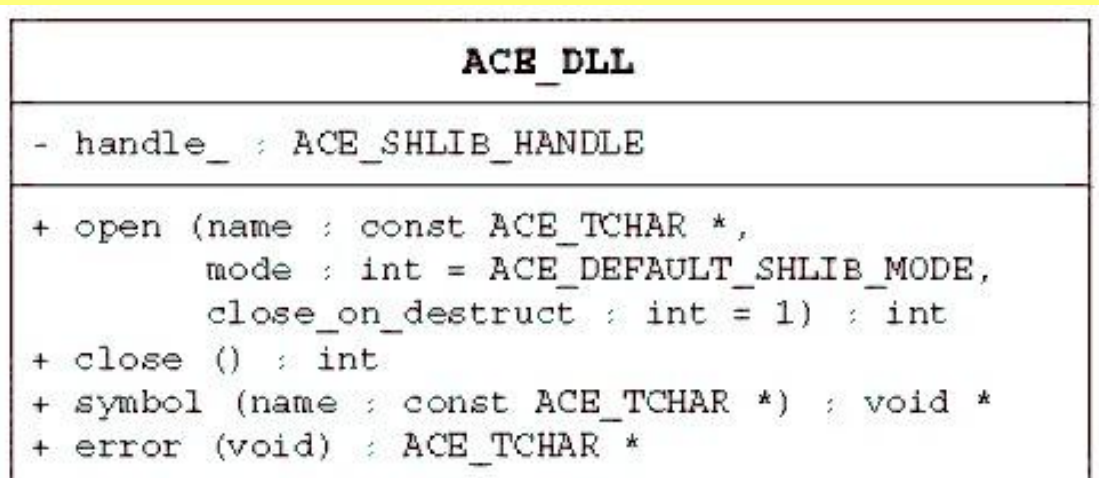 ACE_DLL
- handle_ : ACE_SHLIB_HANDLE
+ open (name : const ACE_TCHAR *,
mode : int = ACE_DEFAULT_SHLIB_MODE,
close_on_destruct : int = 1) : int
+ close () : int
+ symbol (name : const ACE_TCHAR *) : void *
+ error (void) : ACE_TCHAR *